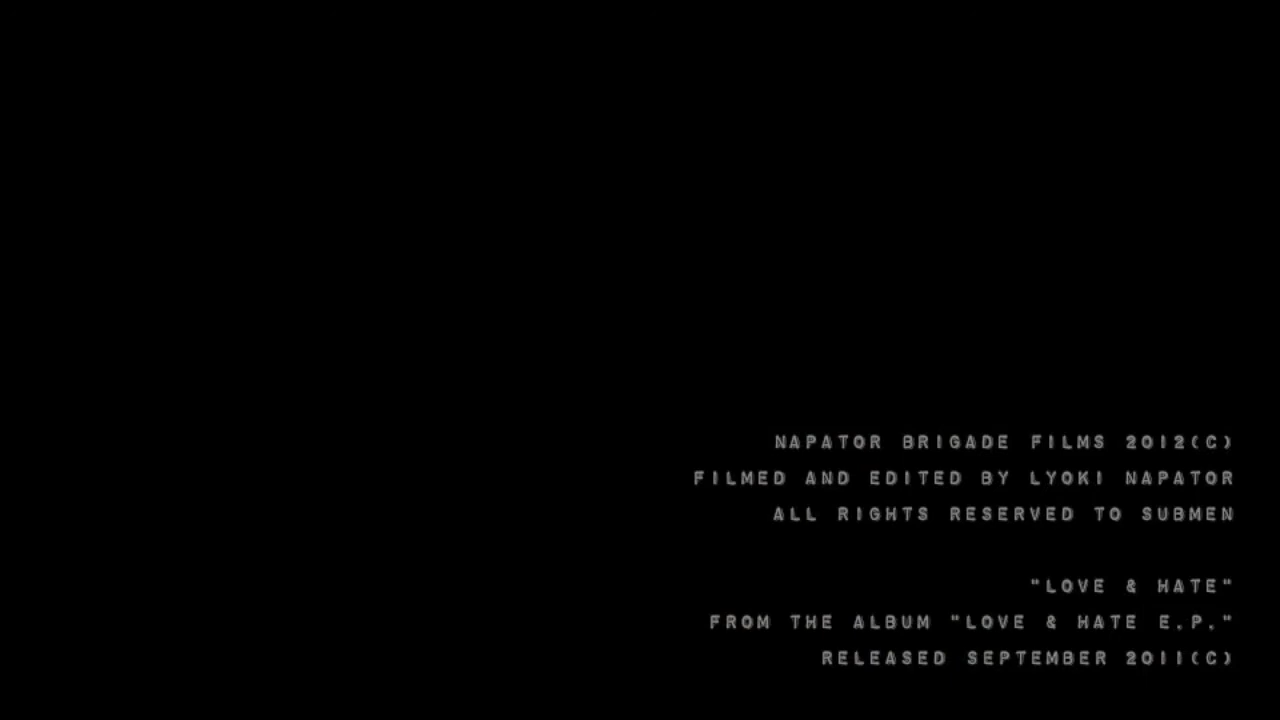 NAPATOR BRIGADE FILMS 2012(C)
FILMED AND EDITED BY LYOKI NAPATOR
ALL RIGHTS RESERVED TO SUBMEN
"LOVE & HATE"
FROM THE ALBUM "LOVE & HATE E.P."
RELEASED SEPTEMBER 2011(C)